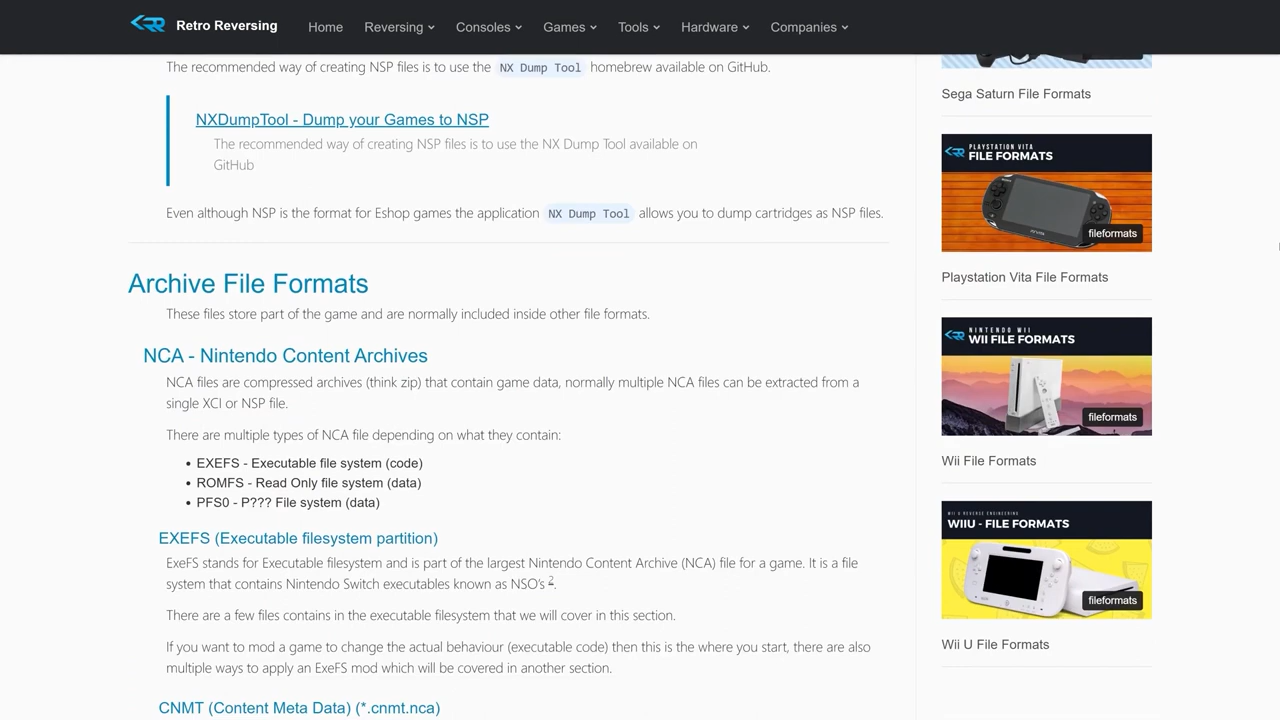 Retro Reversing
Home
Reversing
Consoles
Games
Tools
Hardware
Companies
The recommended way of creating NSP files is to use the NX Dump Tool homebrew available on GitHub.
NXDumpTool - Dump your Games to NSP
The recommended way of creating NSP files is to use the NX Dump Tool available on
GitHub
Even although NSP is the format for Eshop games the application NX Dump Tool allows you to dump cartridges as NSP files.
Archive File Formats
These files store part of the game and are normally included inside other file formats.
NCA - Nintendo Content Archives
NCA files are compressed archives (think zip) that contain game data, normally multiple NCA files can be extracted from a
single XCI or NSP file.
There are multiple types of NCA file depending on what they contain:
• EXEFS - Executable file system (code)
• ROMFS - Read Only file system (data)
• PFS0 - P??? File system (data)
EXEFS (Executable filesystem partition)
ExeFS stands for Executable filesystem and is part of the largest Nintendo Content Archive (NCA) file for a game. It is a file
system that contains Nintendo Switch executables known as NSO's 2.
There are a few files contains in the executable filesystem that we will cover in this section.
If you want to mod a game to change the actual behaviour (executable code) then this is the where you start, there are also
multiple ways to apply an ExeFS mod which will be covered in another section.
CNMT (Content Meta Data) (*.cnmt.nca)
Sega Saturn File Formats
PLAYSTATION VITA
FILE FORMATS
fileformats
Playstation Vita File Formats
NINTENDO WII
WII FILE FORMATS
fileformats
Wii File Formats
WII U REVERSE ENGINEERING
WIIU - FILE FORMATS
fileformats
Wii U File Formats